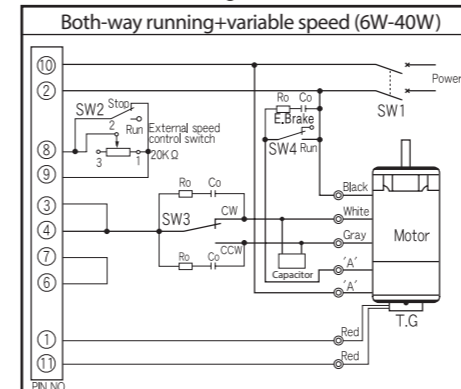 Both-way running+variable speed (6W-40W)
10
2
SW2 Stop
2 Run
External speed
control switch
3 1 20KΩ
8
9
3
4
7
6
1
11
PIN NO
Ro Co
SW3 CW
CCW
Ro Co
Ro Co
E.Brake
SW4 Run
SW1
Power
Black
White
Gray
Capacitor
'A'
'A'
Motor
T.G
Red
Red